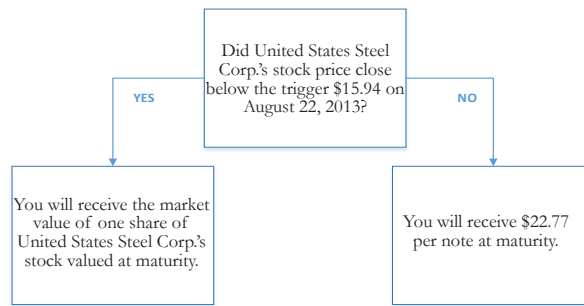 Did United States Steel
Corp.'s stock price close
below the trigger $15.94 on
August 22, 2013?
YES
NO
You will receive the market
value of one share of
United States Steel Corp.'s
stock valued at maturity.
You will receive $22.77
per note at maturity.